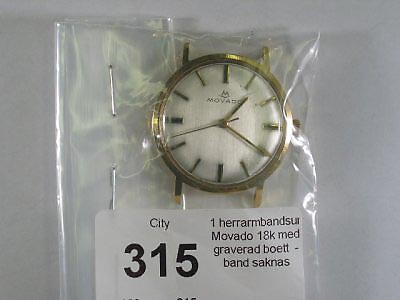 MOVADO
City
315
1 herrarmbandsur
Movado 18k med
graverad boett -
band saknas